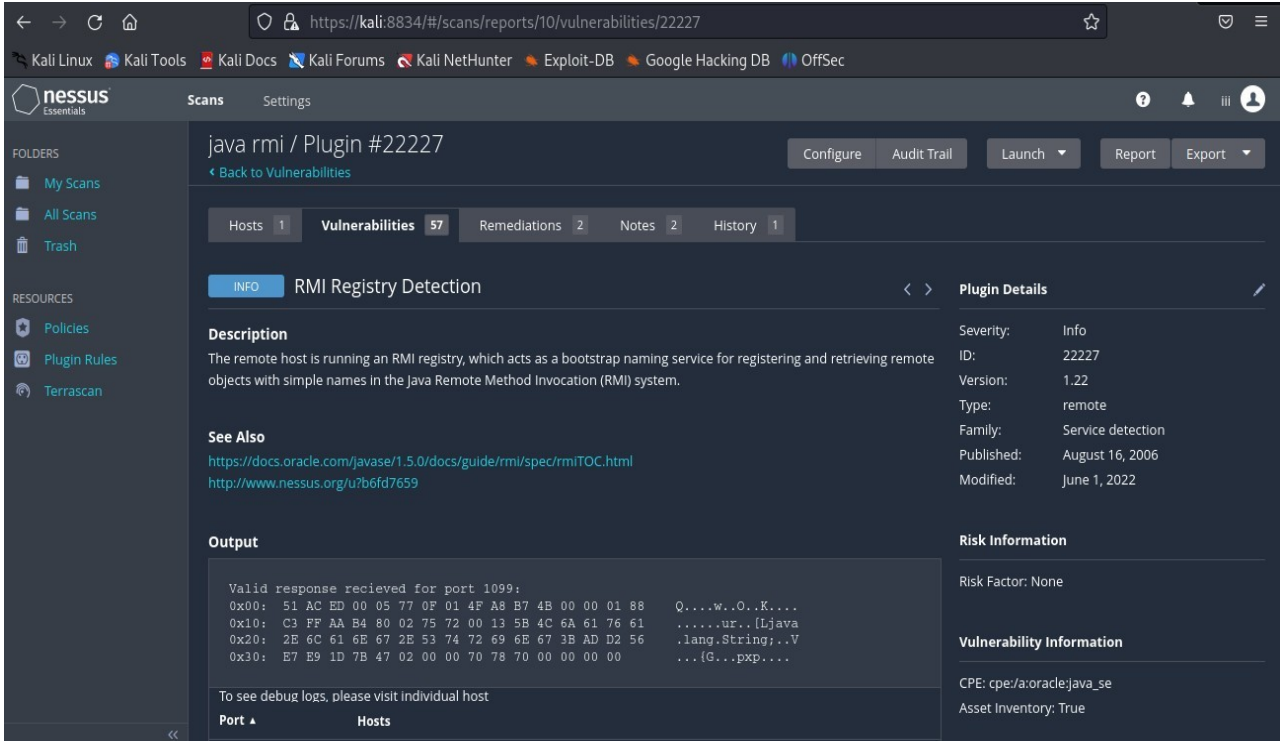 https://kali:8834/#/scans/reports/10/vulnerabilities/22227
Kali Linux Kali Tools Kali Docs Kali Forums Kali NetHunter Exploit-DB Google Hacking DB OffSec
nessus
Essentials
Scans Settings
iii
FOLDERS
My Scans
All Scans
Trash
RESOURCES
Policies
Plugin Rules
Terrascan
java rmi / Plugin #22227
Back to Vulnerabilities
Configure Audit Trail Launch Report Export
Hosts 1 Vulnerabilities 57 Remediations 2 Notes 2 History 1
INFO RMI Registry Detection
Description
The remote host is running an RMI registry, which acts as a bootstrap naming service for registering and retrieving remote
objects with simple names in the Java Remote Method Invocation (RMI) system.
See Also
https://docs.oracle.com/javase/1.5.0/docs/guide/rmi/spec/rmiTOC.html
http://www.nessus.org/u?b6fd7659
Output
Valid response recieved for port 1099:
0x00: 51 AC ED 00 05 77 0F 01 4F A8 B7 4B 00 00 01 88 Q....w..O..K....
0x10: C3 FF AA B4 80 02 75 72 00 13 5B 4C 6A 61 76 61 ......ur..[Ljava
0x20: 2E 6C 61 6E 67 2E 53 74 72 69 6E 67 3B AD D2 56 .lang.String;..V
0x30: E7 E9 1D 7B 47 02 00 00 70 78 70 00 00 00 00 ...{G...pxp....
To see debug logs, please visit individual host
Port Hosts
Plugin Details
Severity: Info
ID: 22227
Version: 1.22
Type: remote
Family: Service detection
Published: August 16, 2006
Modified: June 1, 2022
Risk Information
Risk Factor: None
Vulnerability Information
CPE: cpe:/a:oracle:java_se
Asset Inventory: True